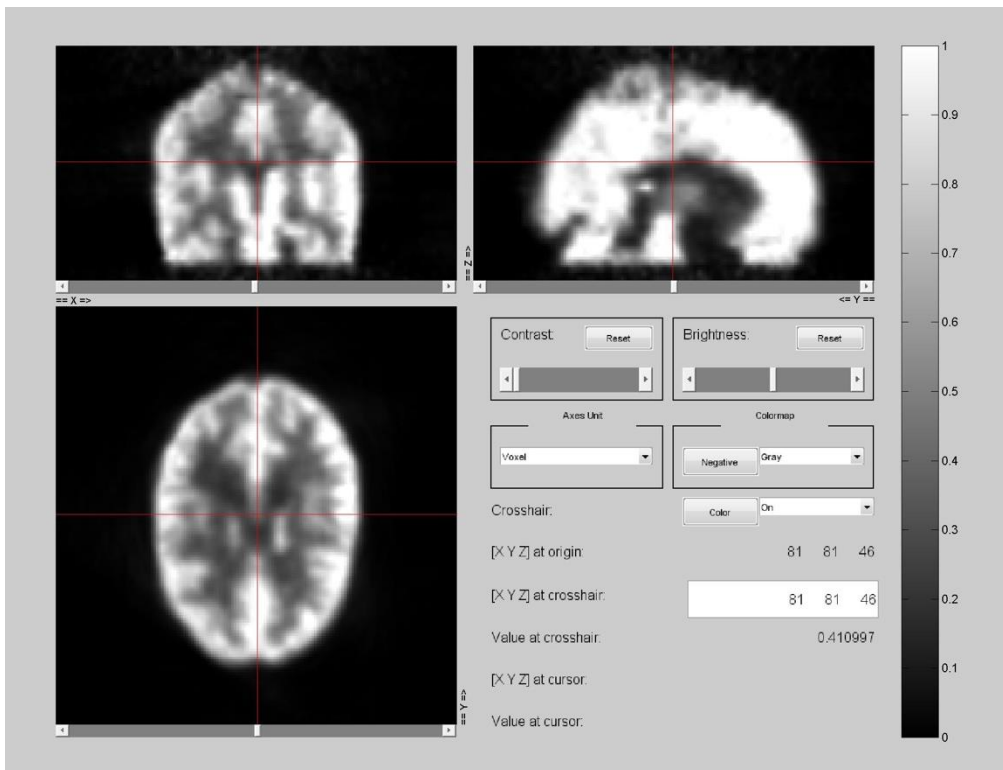 == X =>
== Z =>
<= Y ==
== Y =>
Contrast:
Reset
Brightness:
Reset
Axes Unit
Colormap
Voxel
Negative
Gray
Crosshair:
Color
On
[X Y Z] at origin:
81 81 46
[X Y Z] at crosshair:
81 81 46
Value at crosshair:
0.410997
[X Y Z] at cursor:
Value at cursor:
1
0.9
0.8
0.7
0.6
0.5
0.4
0.3
0.2
0.1
0